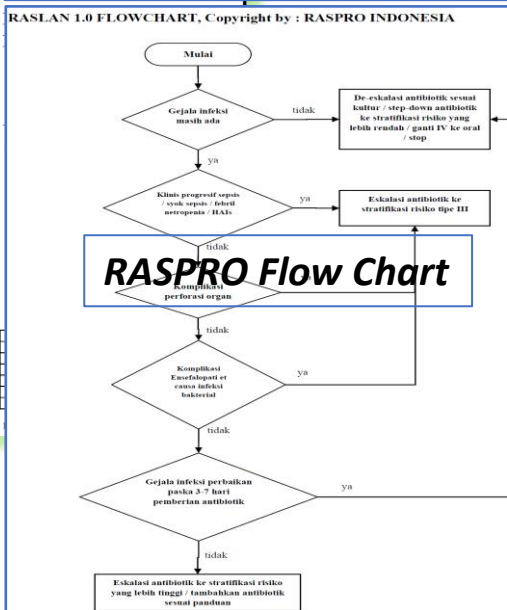 RASLAN 1.0 FLOWCHART, Copyright by : RASPRO INDONESIA
Mulai
Gejala infeksi
masih ada
tidak
De-eskalasi antibiotik sesuai
kultur / step-down antibiotik
ke stratifikasi risiko yang
lebih rendah / ganti IV ke oral
/ stop
ya
Klinis progresif sepsis
/ syok sepsis / febril
netropenia / HAIs
ya
Eskalasi antibiotik ke
stratifikasi risiko tipe III
tidak
RASPRO Flow Chart
Komplikasi
perforasi organ
tidak
Komplikasi
Ensefalopati et
causa infeksi
bakterial
ya
tidak
Gejala infeksi perbaikan
paska 3-7 hari
pemberian antibiotik
ya
tidak
Eskalasi antibiotik ke stratifikasi risiko
yang lebih tinggi / tambahkan antibiotik
sesuai panduan